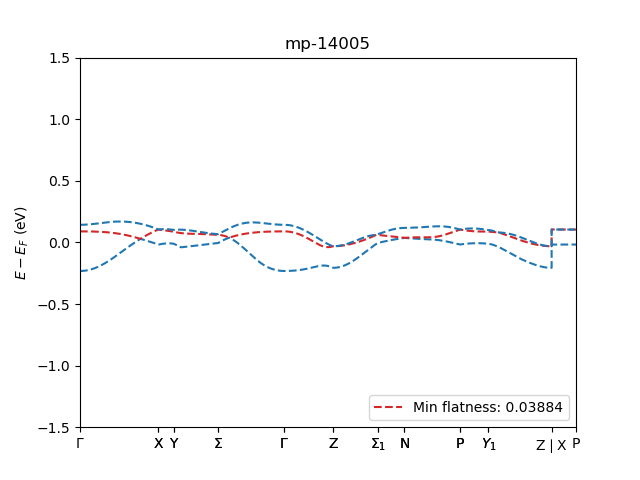 mp-14005
1.5
1.0
0.5
0.0
−0.5
−1.0
−1.5
E − E_F (eV)
Min flatness: 0.03884
Γ X Y Σ Γ Z Σ₁ N P Y₁ Z | X P